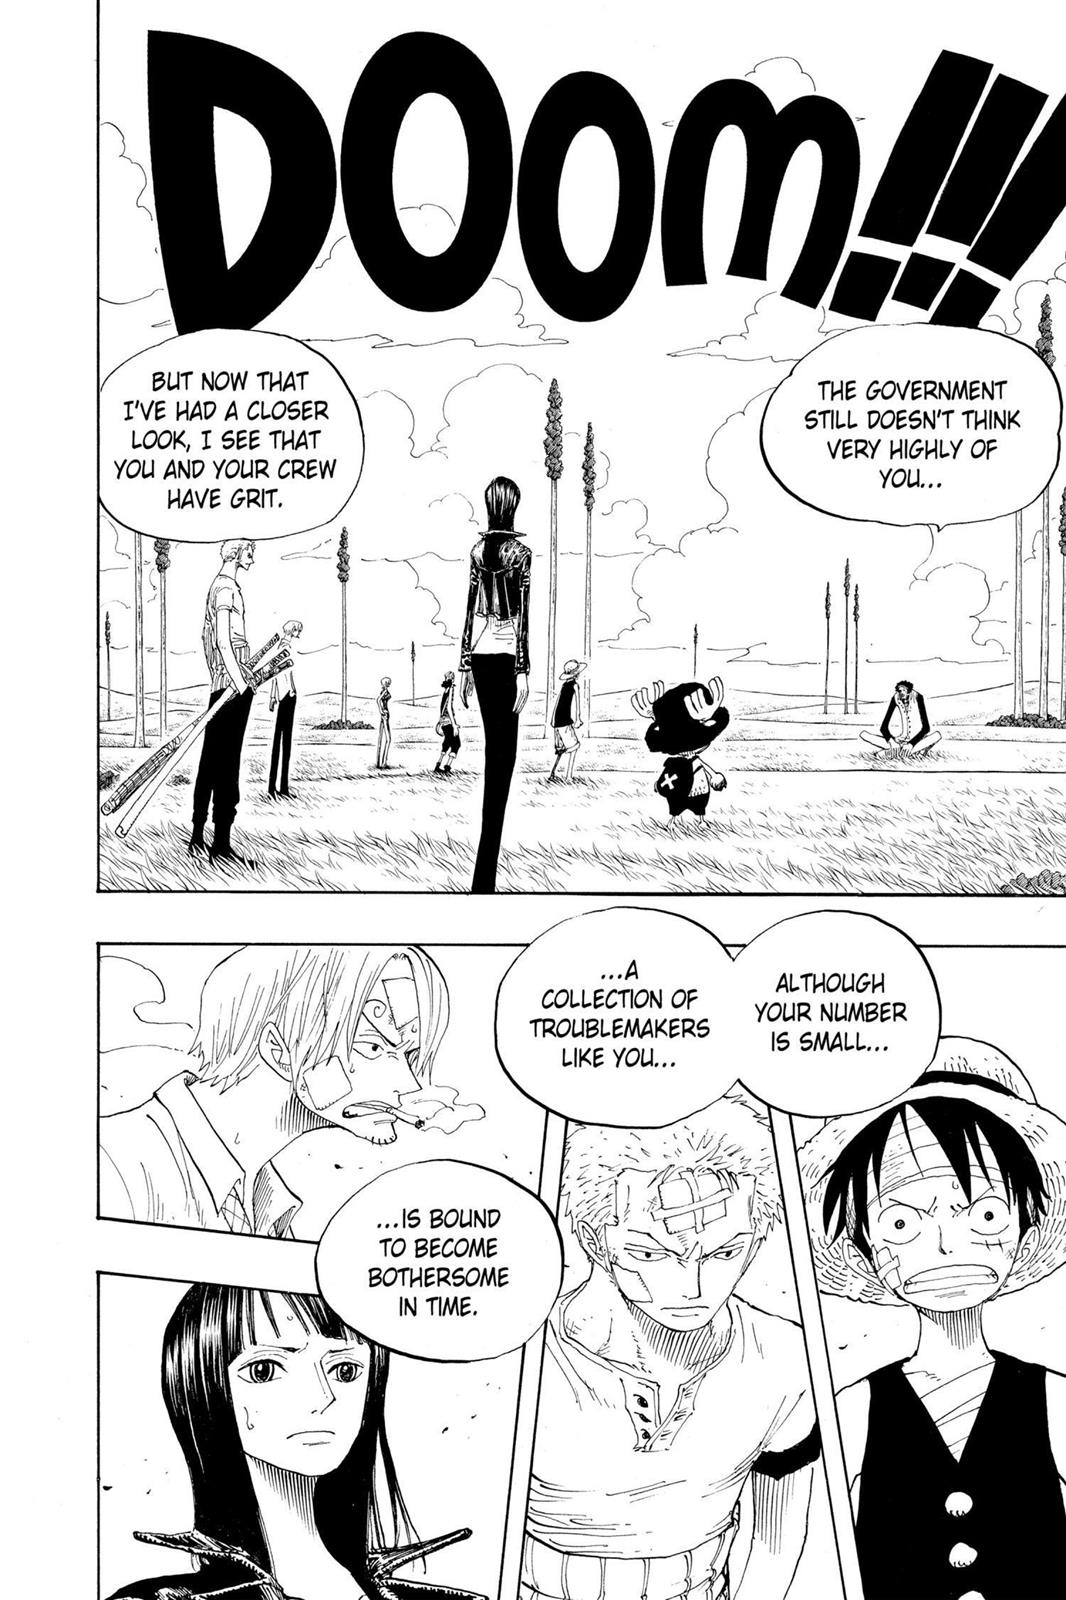 DOOM!!!
THE GOVERNMENT
STILL DOESN'T THINK
VERY HIGHLY OF
YOU...
BUT NOW THAT
I'VE HAD A CLOSER
LOOK, I SEE THAT
YOU AND YOUR CREW
HAVE GRIT.
ALTHOUGH
YOUR NUMBER
IS SMALL...
...A
COLLECTION OF
TROUBLEMAKERS
LIKE YOU...
...IS BOUND
TO BECOME
BOTHERSOME
IN TIME.